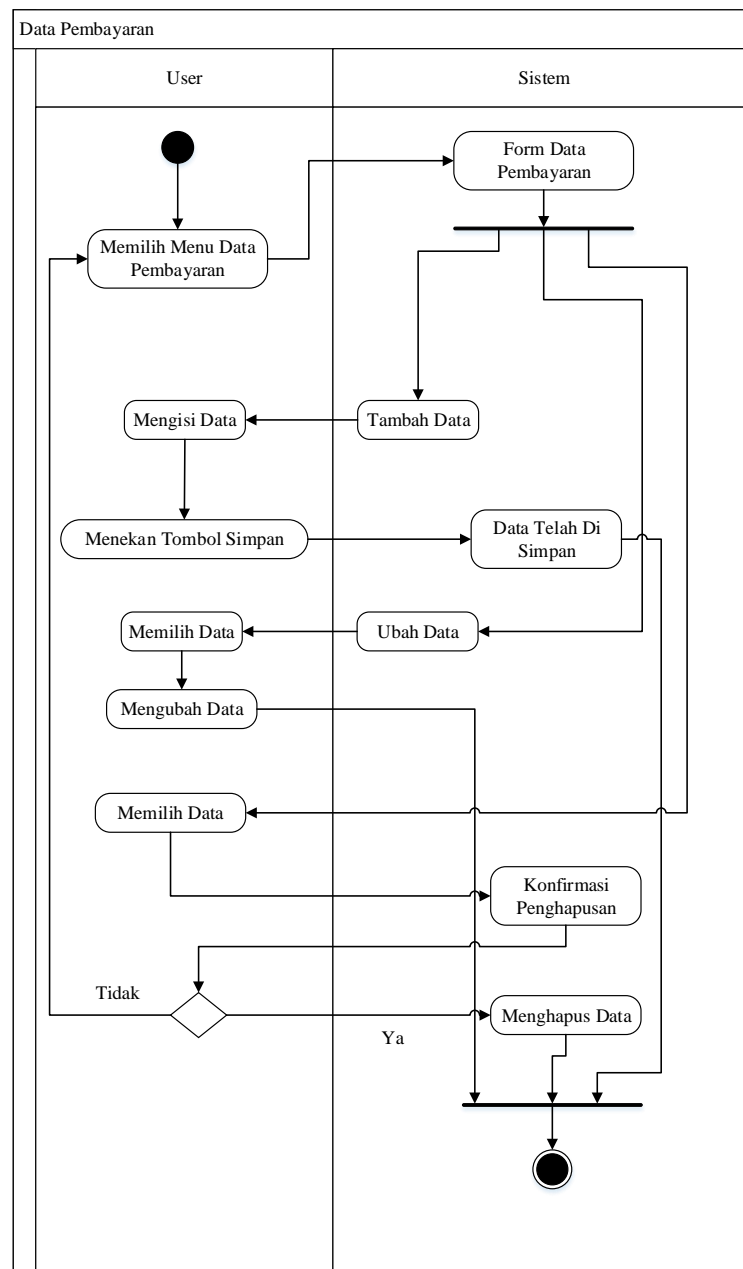 Data Pembayaran
User
Sistem
Form Data
Pembayaran
Memilih Menu Data
Pembayaran
Mengisi Data
Tambah Data
Menekan Tombol Simpan
Data Telah Di
Simpan
Memilih Data
Ubah Data
Mengubah Data
Memilih Data
Konfirmasi
Penghapusan
Tidak
Menghapus Data
Ya